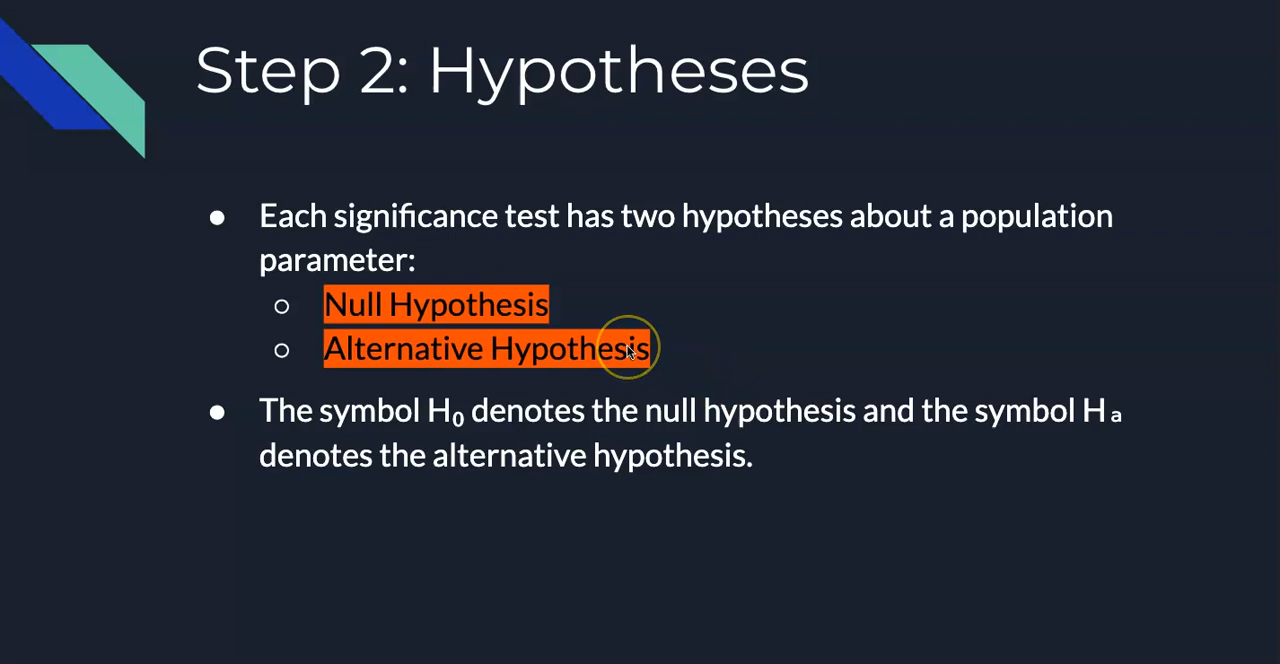 Step 2: Hypotheses
● Each significance test has two hypotheses about a population
parameter:
○ Null Hypothesis
○ Alternative Hypothesis
● The symbol H₀ denotes the null hypothesis and the symbol H ₐ
denotes the alternative hypothesis.